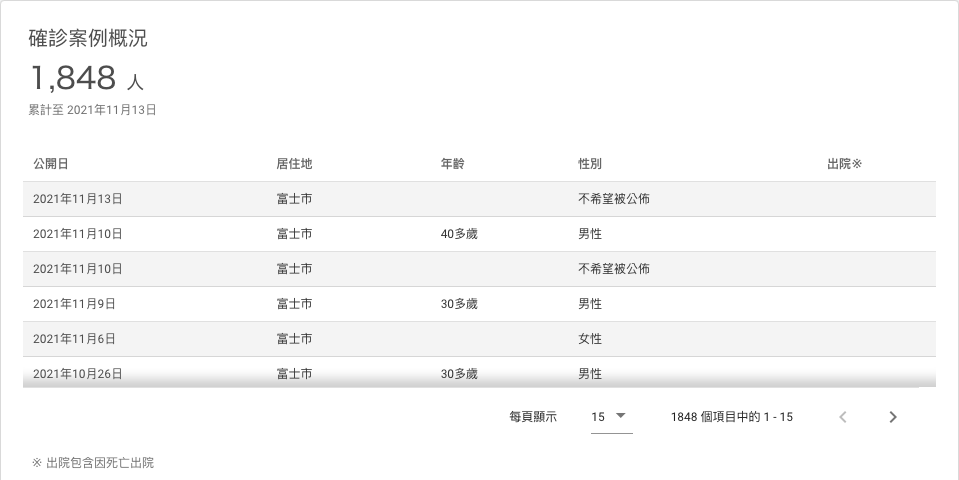 確診案例概況
1,848 人
累計至 2021年11月13日
公開日 居住地 年齡 性別 出院※
2021年11月13日 富士市 不希望被公佈
2021年11月10日 富士市 40多歲 男性
2021年11月10日 富士市 不希望被公佈
2021年11月9日 富士市 30多歲 男性
2021年11月6日 富士市 女性
2021年10月26日 富士市 30多歲 男性
每頁顯示 15 1848 個項目中的 1 - 15
※ 出院包含因死亡出院